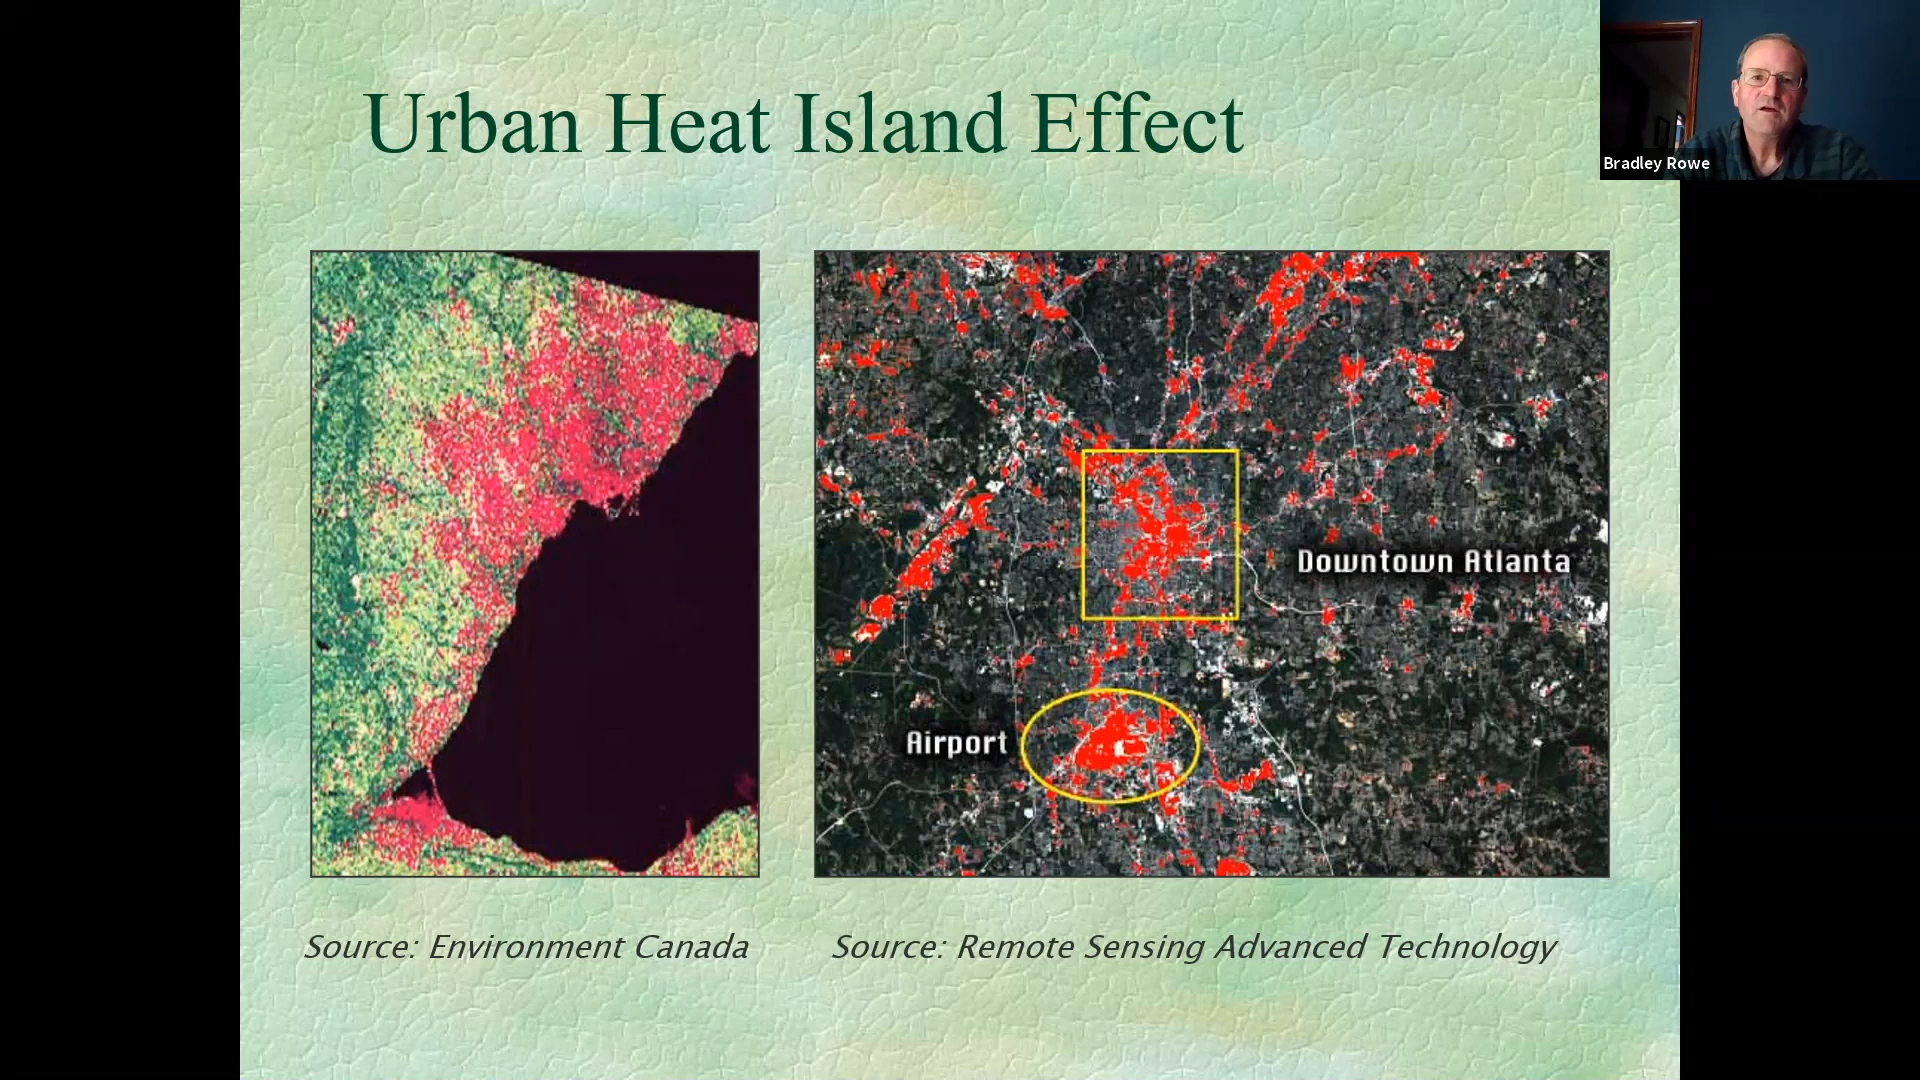 Urban Heat Island Effect
Bradley Rowe
Downtown Atlanta
Airport
Source: Environment Canada
Source: Remote Sensing Advanced Technology